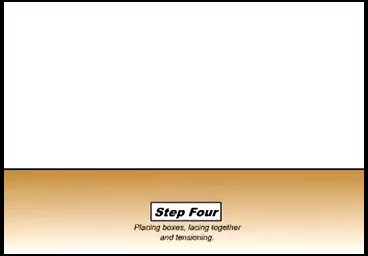 Step Four
Placing boxes, lacing together
and tensioning.